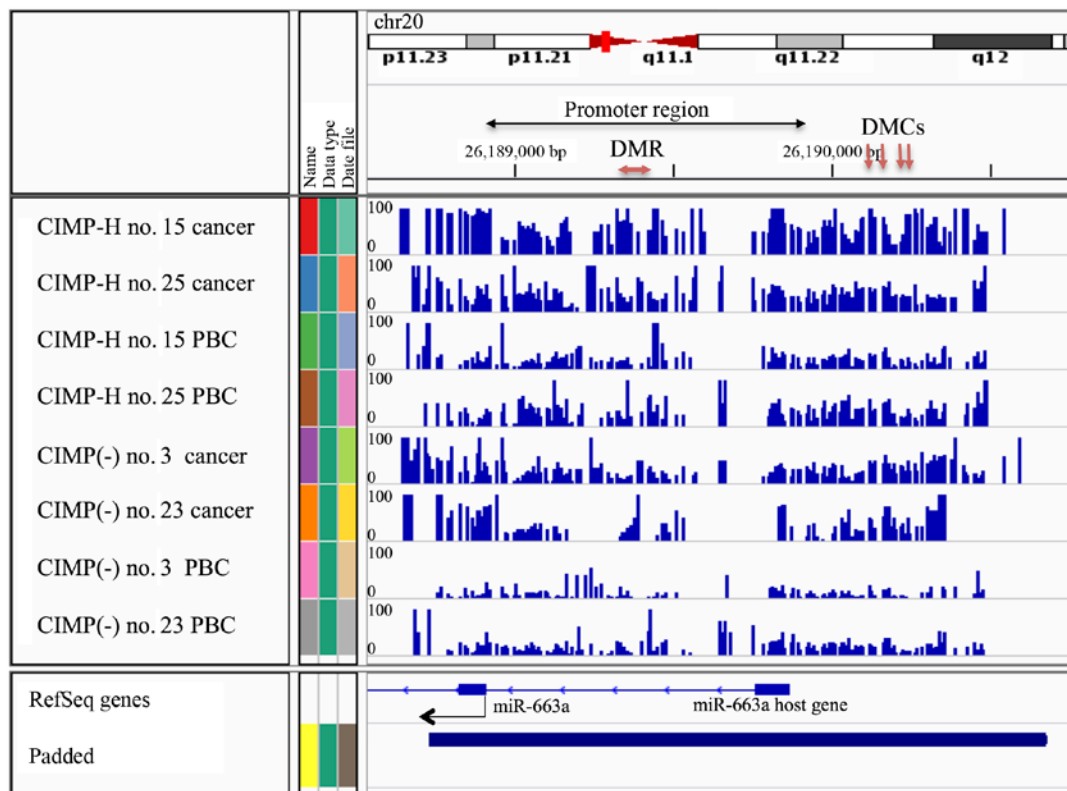 chr20
p11.23 p11.21 q11.1 q11.22 q12
Promoter region
DMCs
26,189,000 bp DMR 26,190,000 bp
Name
Data type
Date file
CIMP-H no. 15 cancer 100 0
CIMP-H no. 25 cancer 100 0
CIMP-H no. 15 PBC 100 0
CIMP-H no. 25 PBC 100 0
CIMP(-) no. 3 cancer 100 0
CIMP(-) no. 23 cancer 100 0
CIMP(-) no. 3 PBC 100 0
CIMP(-) no. 23 PBC 100 0
RefSeq genes miR-663a miR-663a host gene
Padded